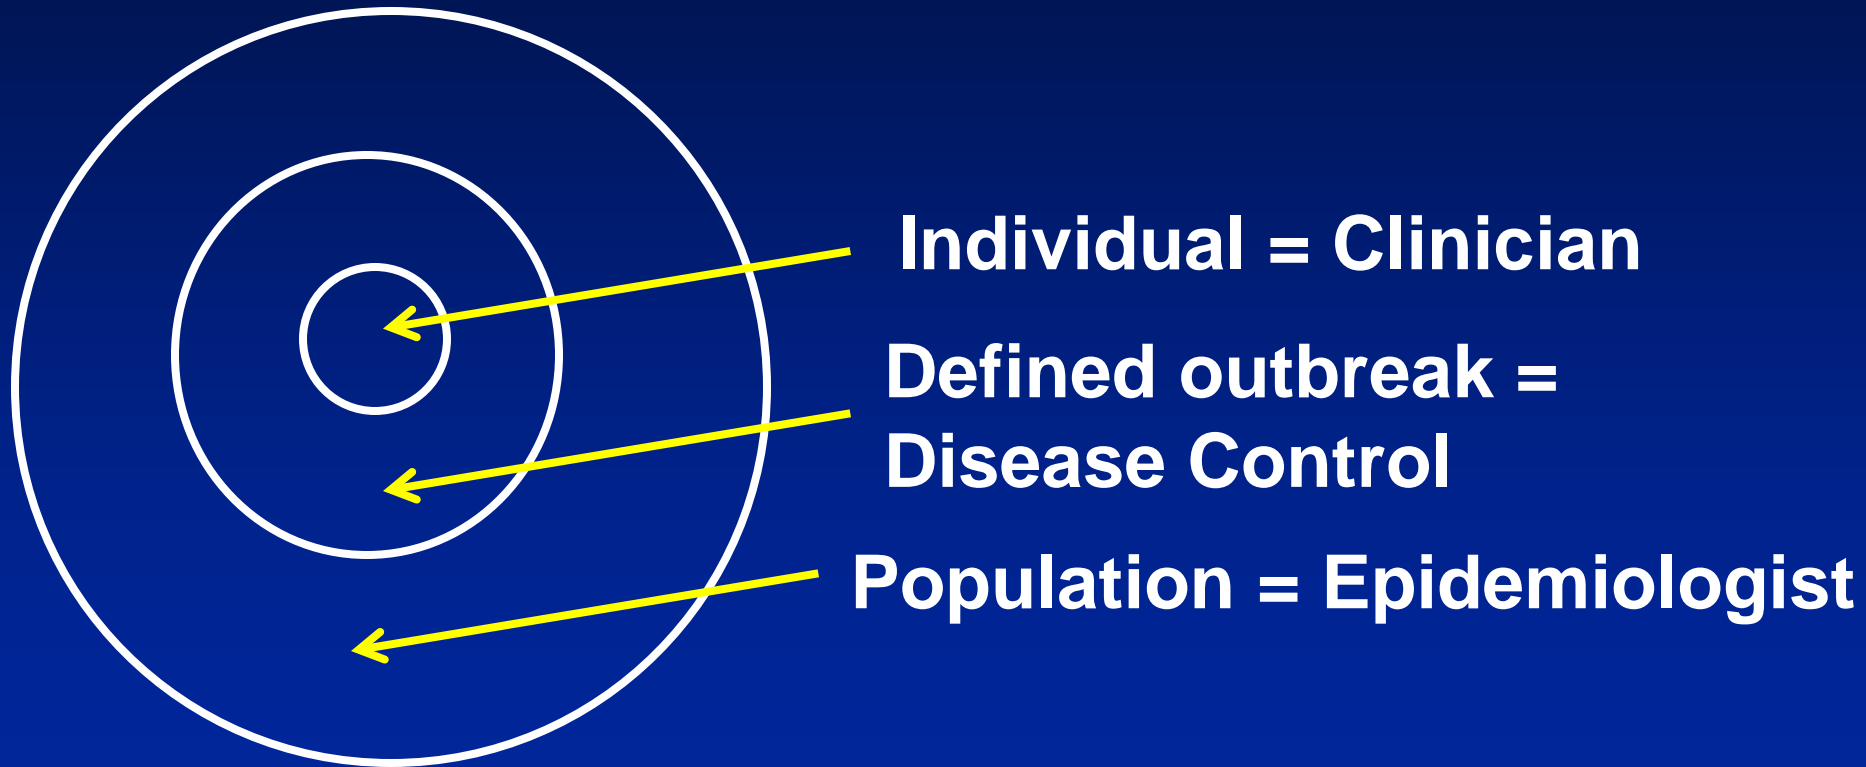 Individual = Clinician
Defined outbreak =
Disease Control
Population = Epidemiologist